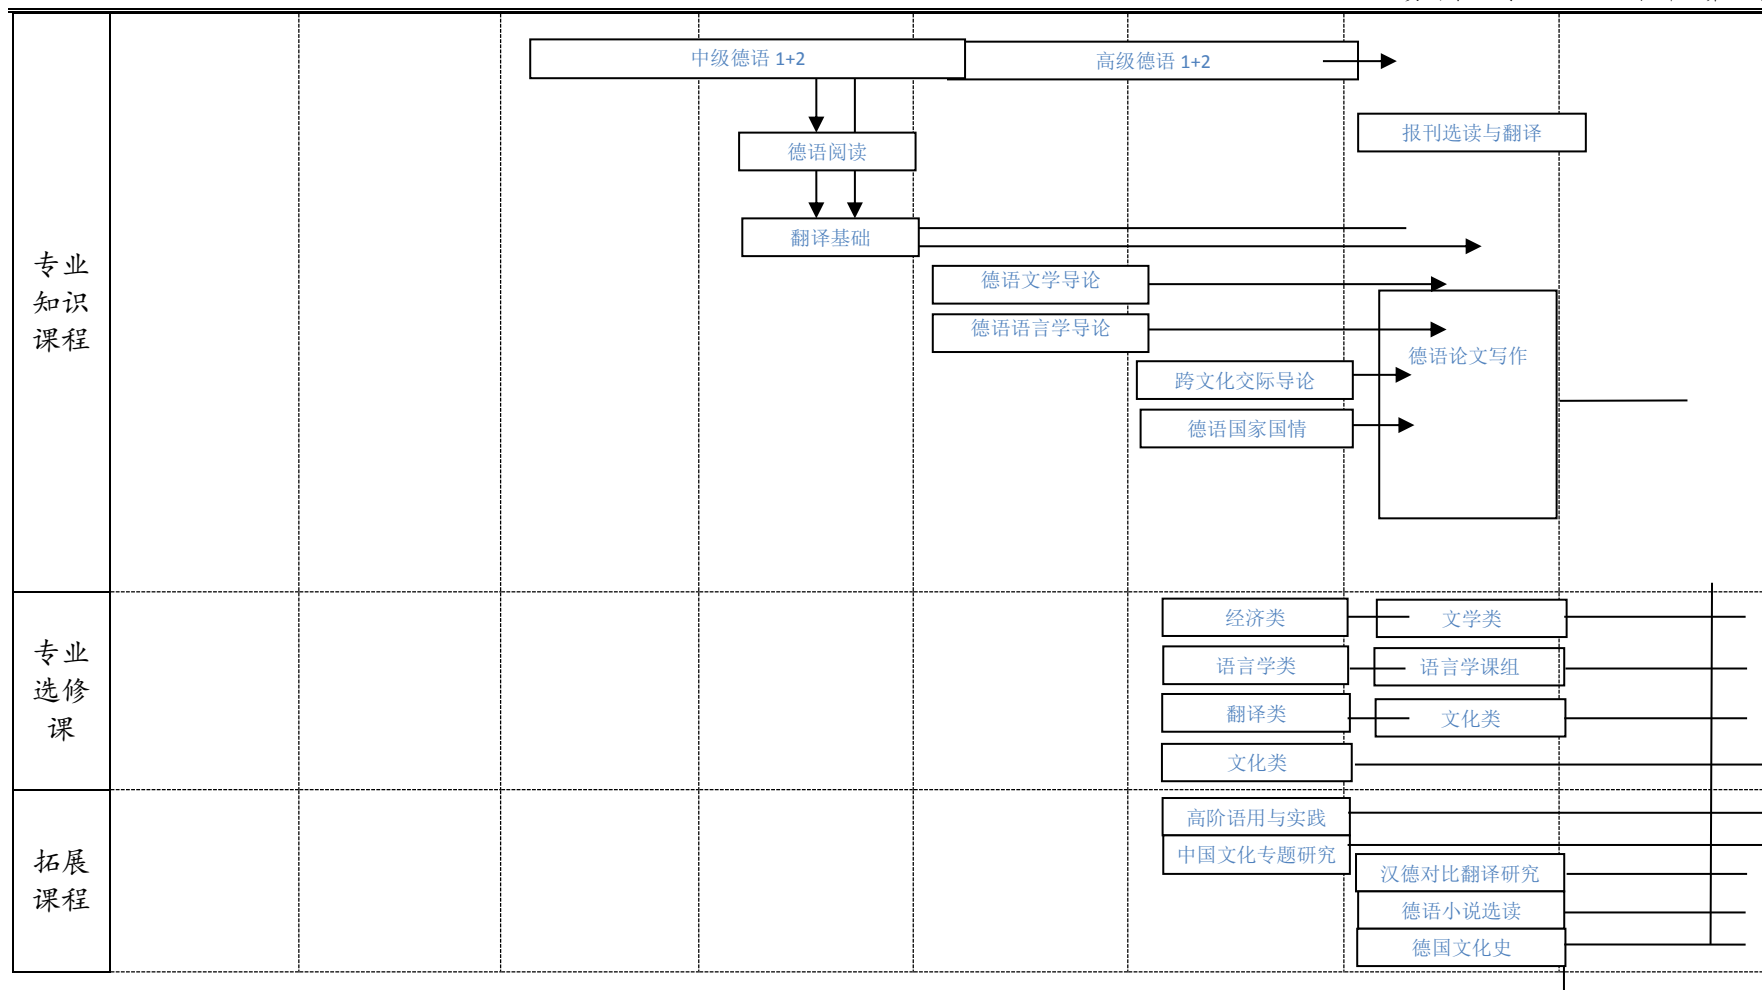 中级德语 1+2
高级德语 1+2
报刊选读与翻译
德语阅读
翻译基础
专业
知识
课程
德语文学导论
德语语言学导论
德语论文写作
跨文化交际导论
德语国家国情
专业
选修
课
经济类
文学类
语言学类
语言学课组
翻译类
文化类
文化类
拓展
课程
高阶语用与实践
中国文化专题研究
汉德对比翻译研究
德语小说选读
德国文化史